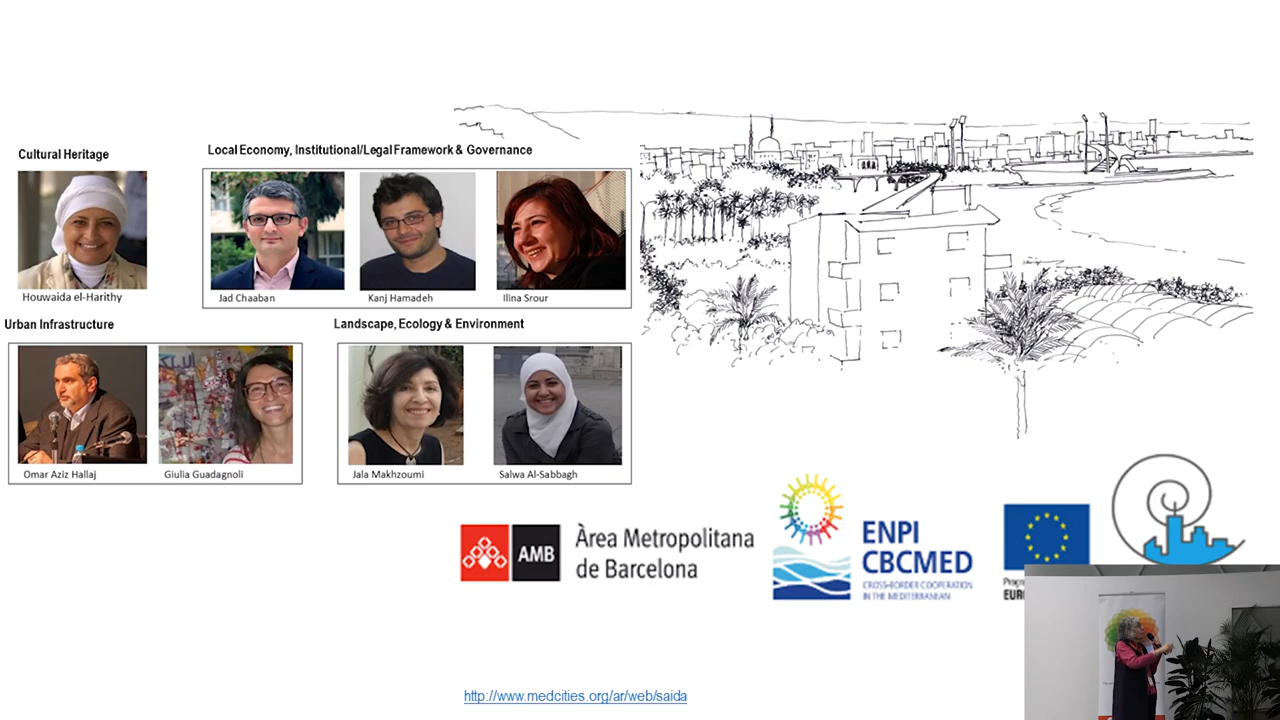 Cultural Heritage
Houwaida el-Harithy
Local Economy, Institutional/Legal Framework & Governance
Jad Chaaban
Kanj Hamadeh
Ilina Srour
Urban Infrastructure
Omar Aziz Hallaj
Giulia Guadagnoli
Landscape, Ecology & Environment
Jala Makhzoumi
Salwa Al-Sabbagh
AMB
Àrea Metropolitana
de Barcelona
ENPI
CBCMED
CROSS-BORDER COOPERATION
IN THE MEDITERRANEAN
http://www.medcities.org/ar/web/saida